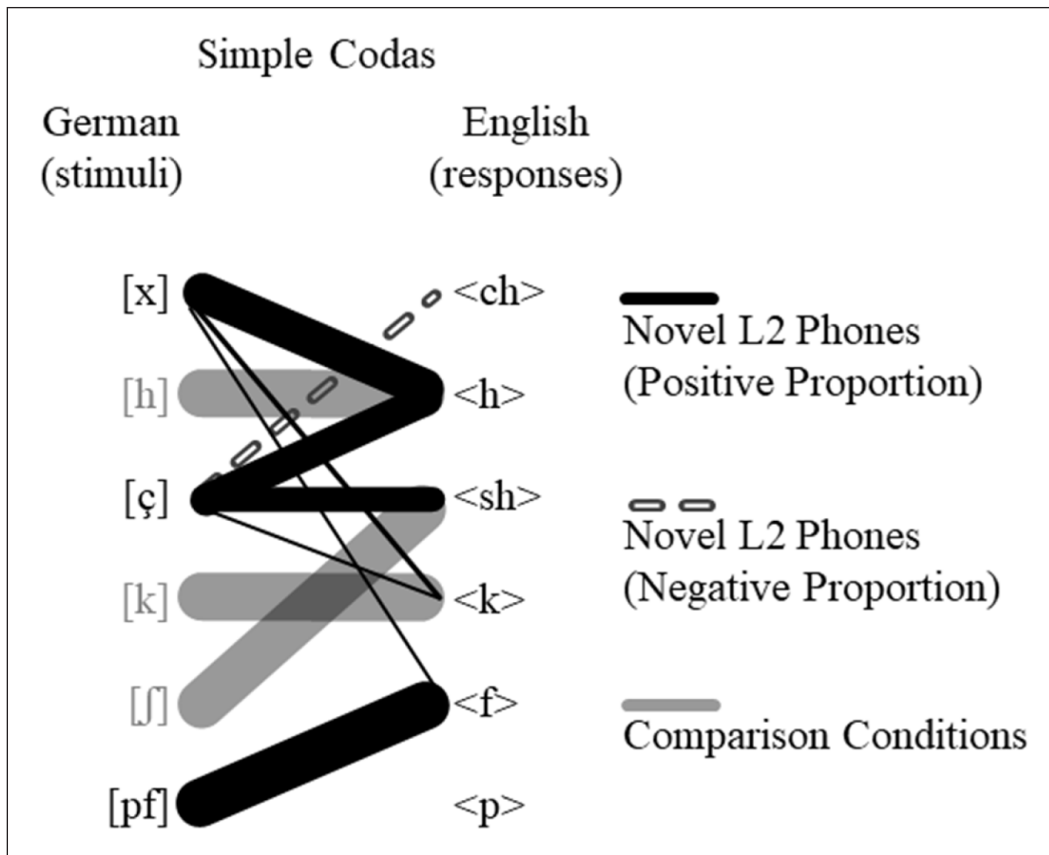 Simple Codas
German
(stimuli)
English
(responses)
[x]
<ch>
[h]
<h>
[ç]
<sh>
[k]
<k>
[ʃ]
<f>
[pf]
<p>
Novel L2 Phones
(Positive Proportion)
Novel L2 Phones
(Negative Proportion)
Comparison Conditions